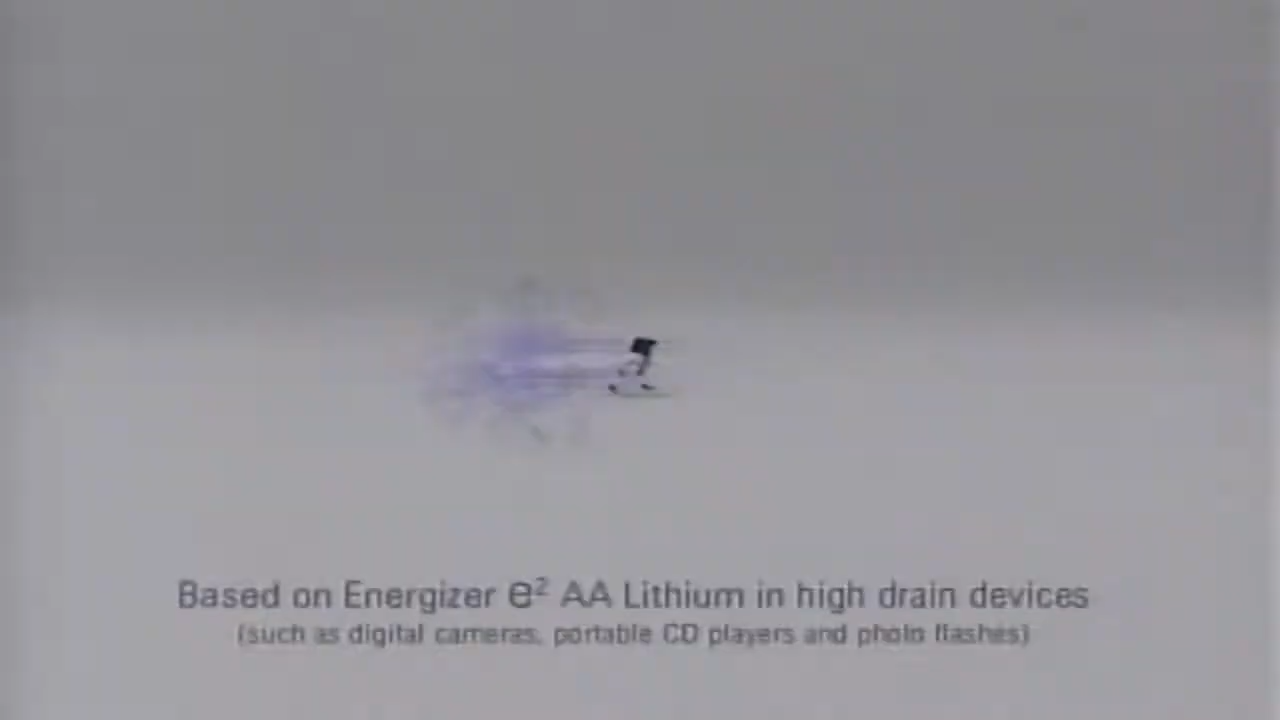 Based on Energizer e² AA Lithium in high drain devices
(such as digital cameras, portable CD players and photo flashes)